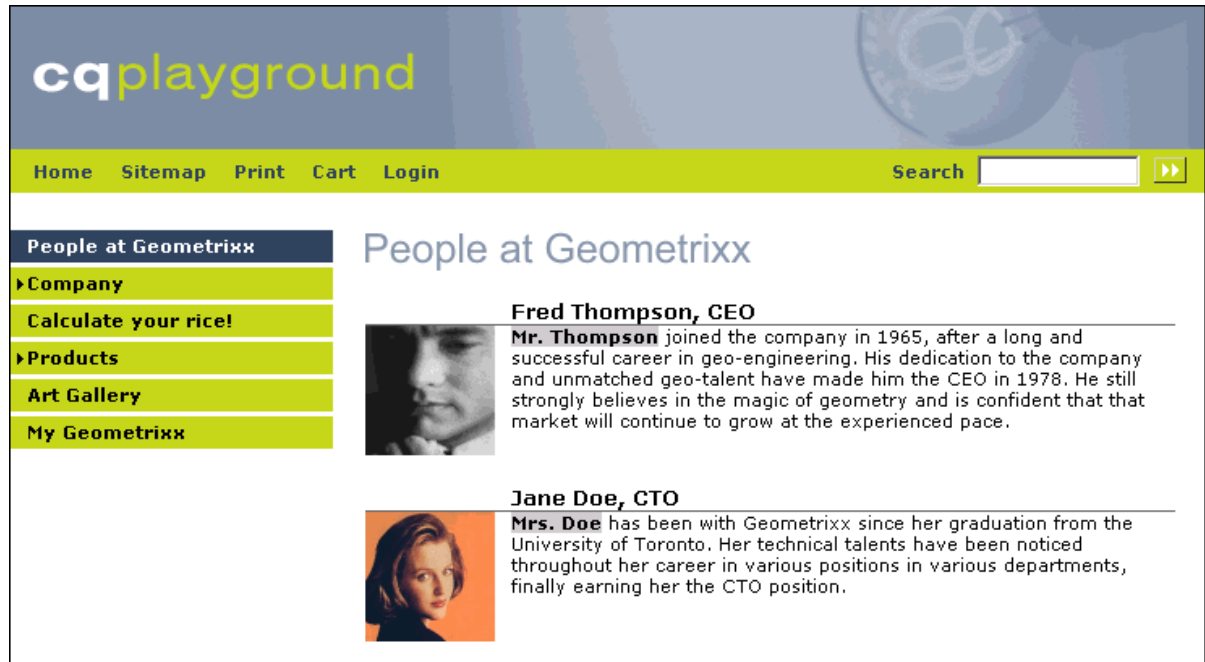 cqplayground
Home Sitemap Print Cart Login Search
People at Geometrixx
Company
Calculate your rice!
Products
Art Gallery
My Geometrixx
People at Geometrixx
Fred Thompson, CEO
Mr. Thompson joined the company in 1965, after a long and
successful career in geo-engineering. His dedication to the company
and unmatched geo-talent have made him the CEO in 1978. He still
strongly believes in the magic of geometry and is confident that that
market will continue to grow at the experienced pace.
Jane Doe, CTO
Mrs. Doe has been with Geometrixx since her graduation from the
University of Toronto. Her technical talents have been noticed
throughout her career in various positions in various departments,
finally earning her the CTO position.